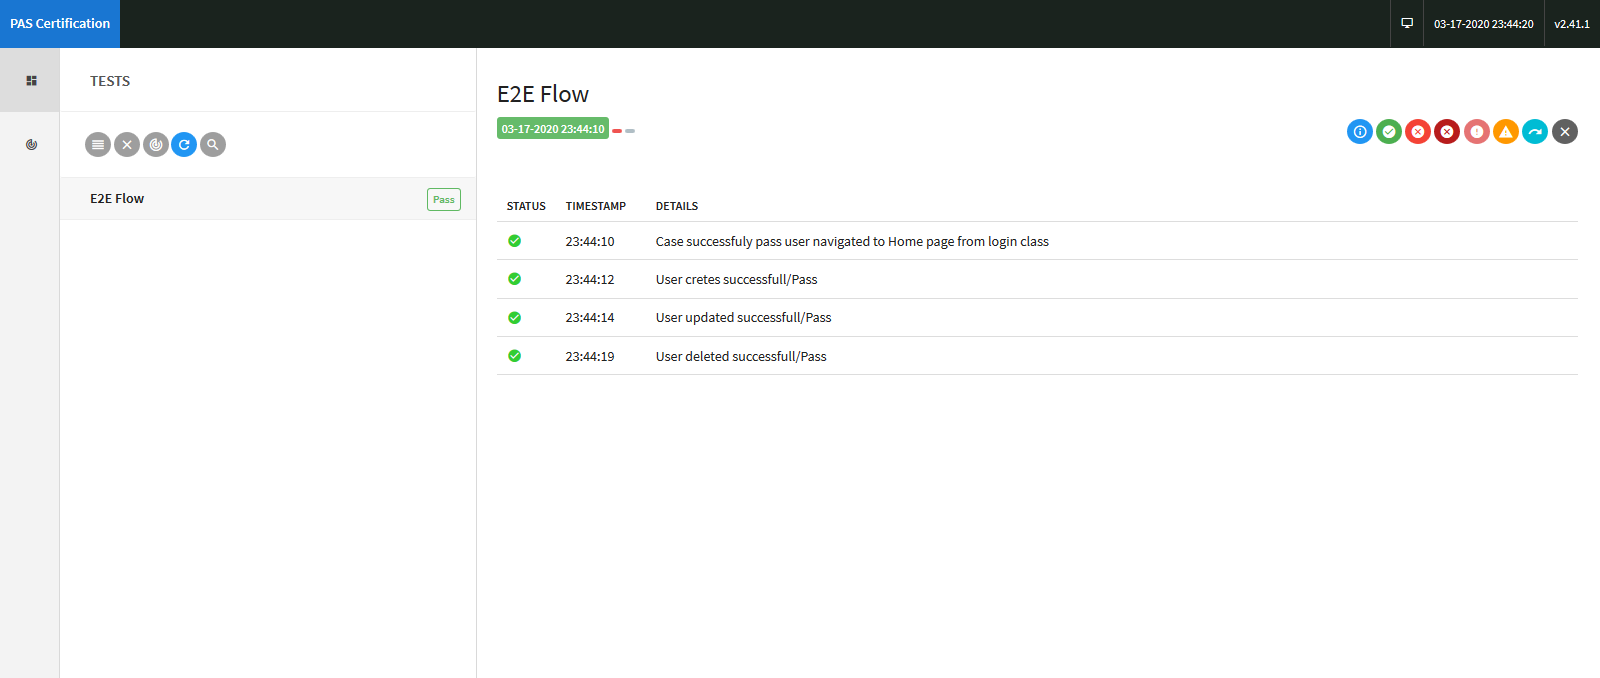 PAS Certification
03-17-2020 23:44:20
v2.41.1
TESTS
E2E Flow
Pass
E2E Flow
03-17-2020 23:44:10
STATUS TIMESTAMP DETAILS
23:44:10 Case successfuly pass user navigated to Home page from login class
23:44:12 User cretes successfull/Pass
23:44:14 User updated successfull/Pass
23:44:19 User deleted successfull/Pass